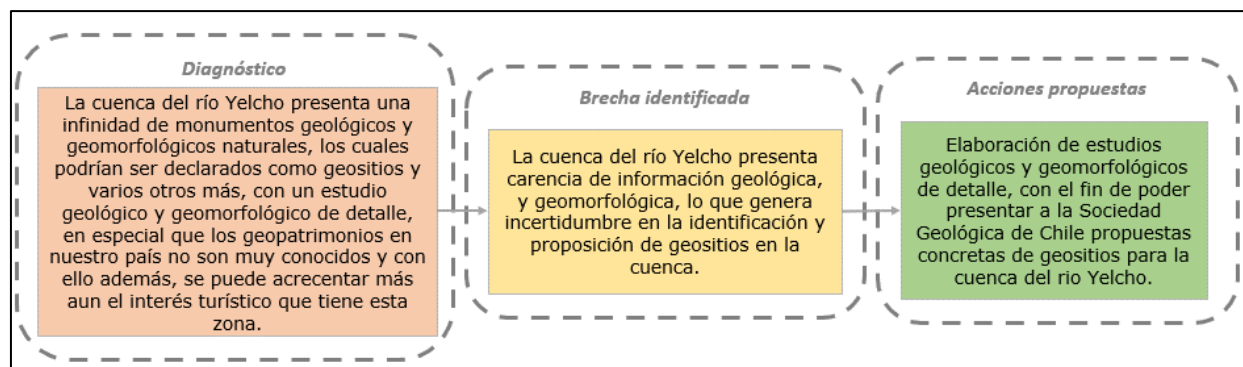 Diagnóstico
La cuenca del río Yelcho presenta una
infinidad de monumentos geológicos y
geomorfológicos naturales, los cuales
podrían ser declarados como geositios y
varios otros más, con un estudio
geológico y geomorfológico de detalle,
en especial que los geopatrimonios en
nuestro país no son muy conocidos y con
ello además, se puede acrecentar más
aun el interés turístico que tiene esta
zona.
Brecha identificada
La cuenca del río Yelcho presenta
carencia de información geológica,
y geomorfológica, lo que genera
incertidumbre en la identificación y
proposición de geositios en la
cuenca.
Acciones propuestas
Elaboración de estudios
geológicos y geomorfológicos
de detalle, con el fin de poder
presentar a la Sociedad
Geológica de Chile propuestas
concretas de geositios para la
cuenca del rio Yelcho.